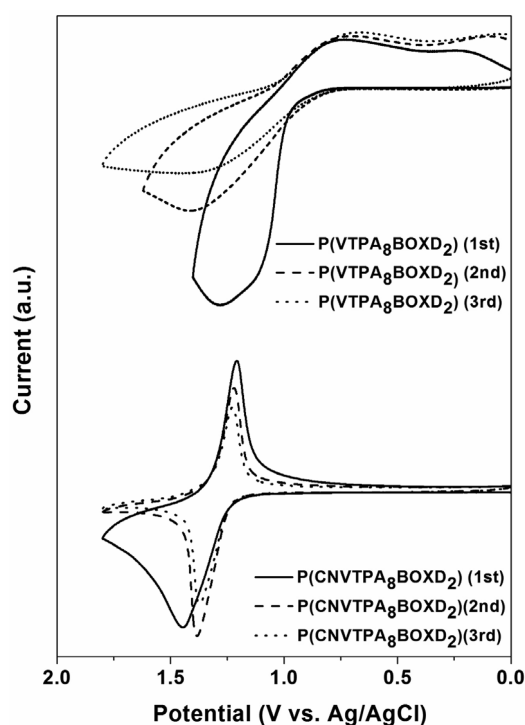 P(VTPA₈BOXD₂) (1st)
P(VTPA₈BOXD₂) (2nd)
P(VTPA₈BOXD₂) (3rd)
Current (a.u.)
P(CNVTPA₈BOXD₂) (1st)
P(CNVTPA₈BOXD₂)(2nd)
P(CNVTPA₈BOXD₂)(3rd)
2.0 1.5 1.0 0.5 0.0
Potential (V vs. Ag/AgCl)